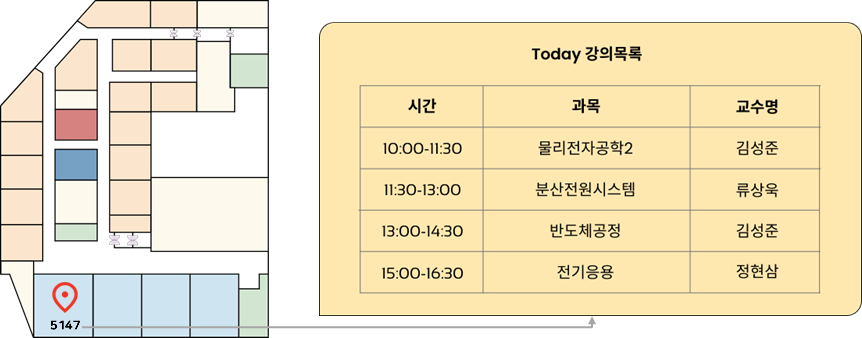 Today 강의목록
시간 과목 교수명
10:00-11:30 물리전자공학2 김성준
11:30-13:00 분산전원시스템 류상욱
13:00-14:30 반도체공정 김성준
15:00-16:30 전기응용 정현삼
5147